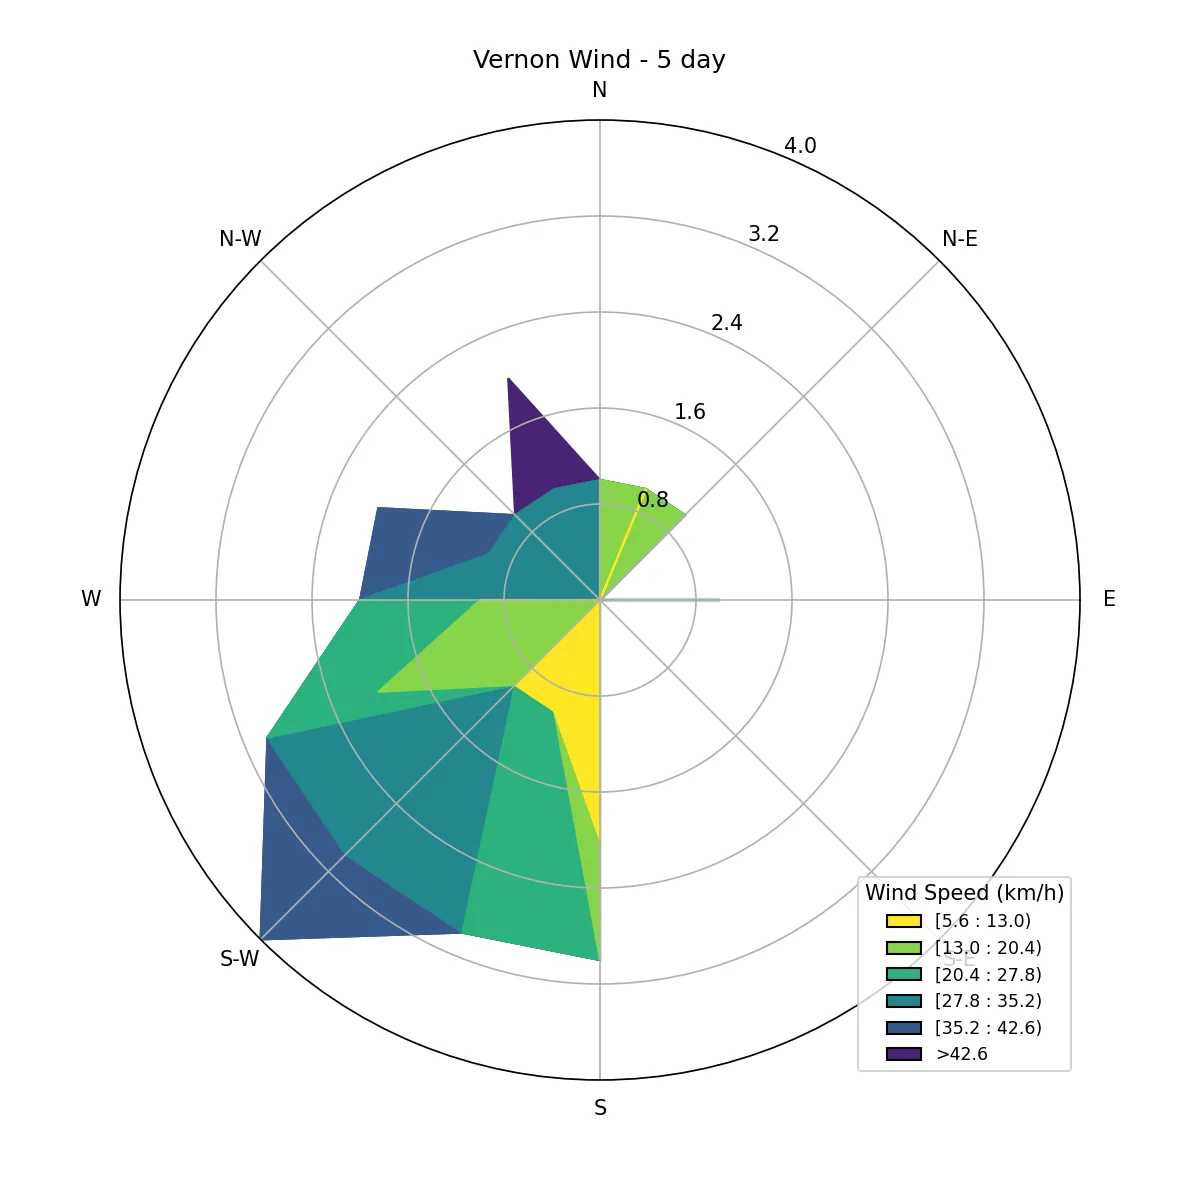 Vernon Wind - 5 day
N
4.0
N-W
3.2
N-E
2.4
1.6
0.8
W
E
S-W
S-E
S
Wind Speed (km/h)
[5.6 : 13.0)
[13.0 : 20.4)
[20.4 : 27.8)
[27.8 : 35.2)
[35.2 : 42.6)
>42.6